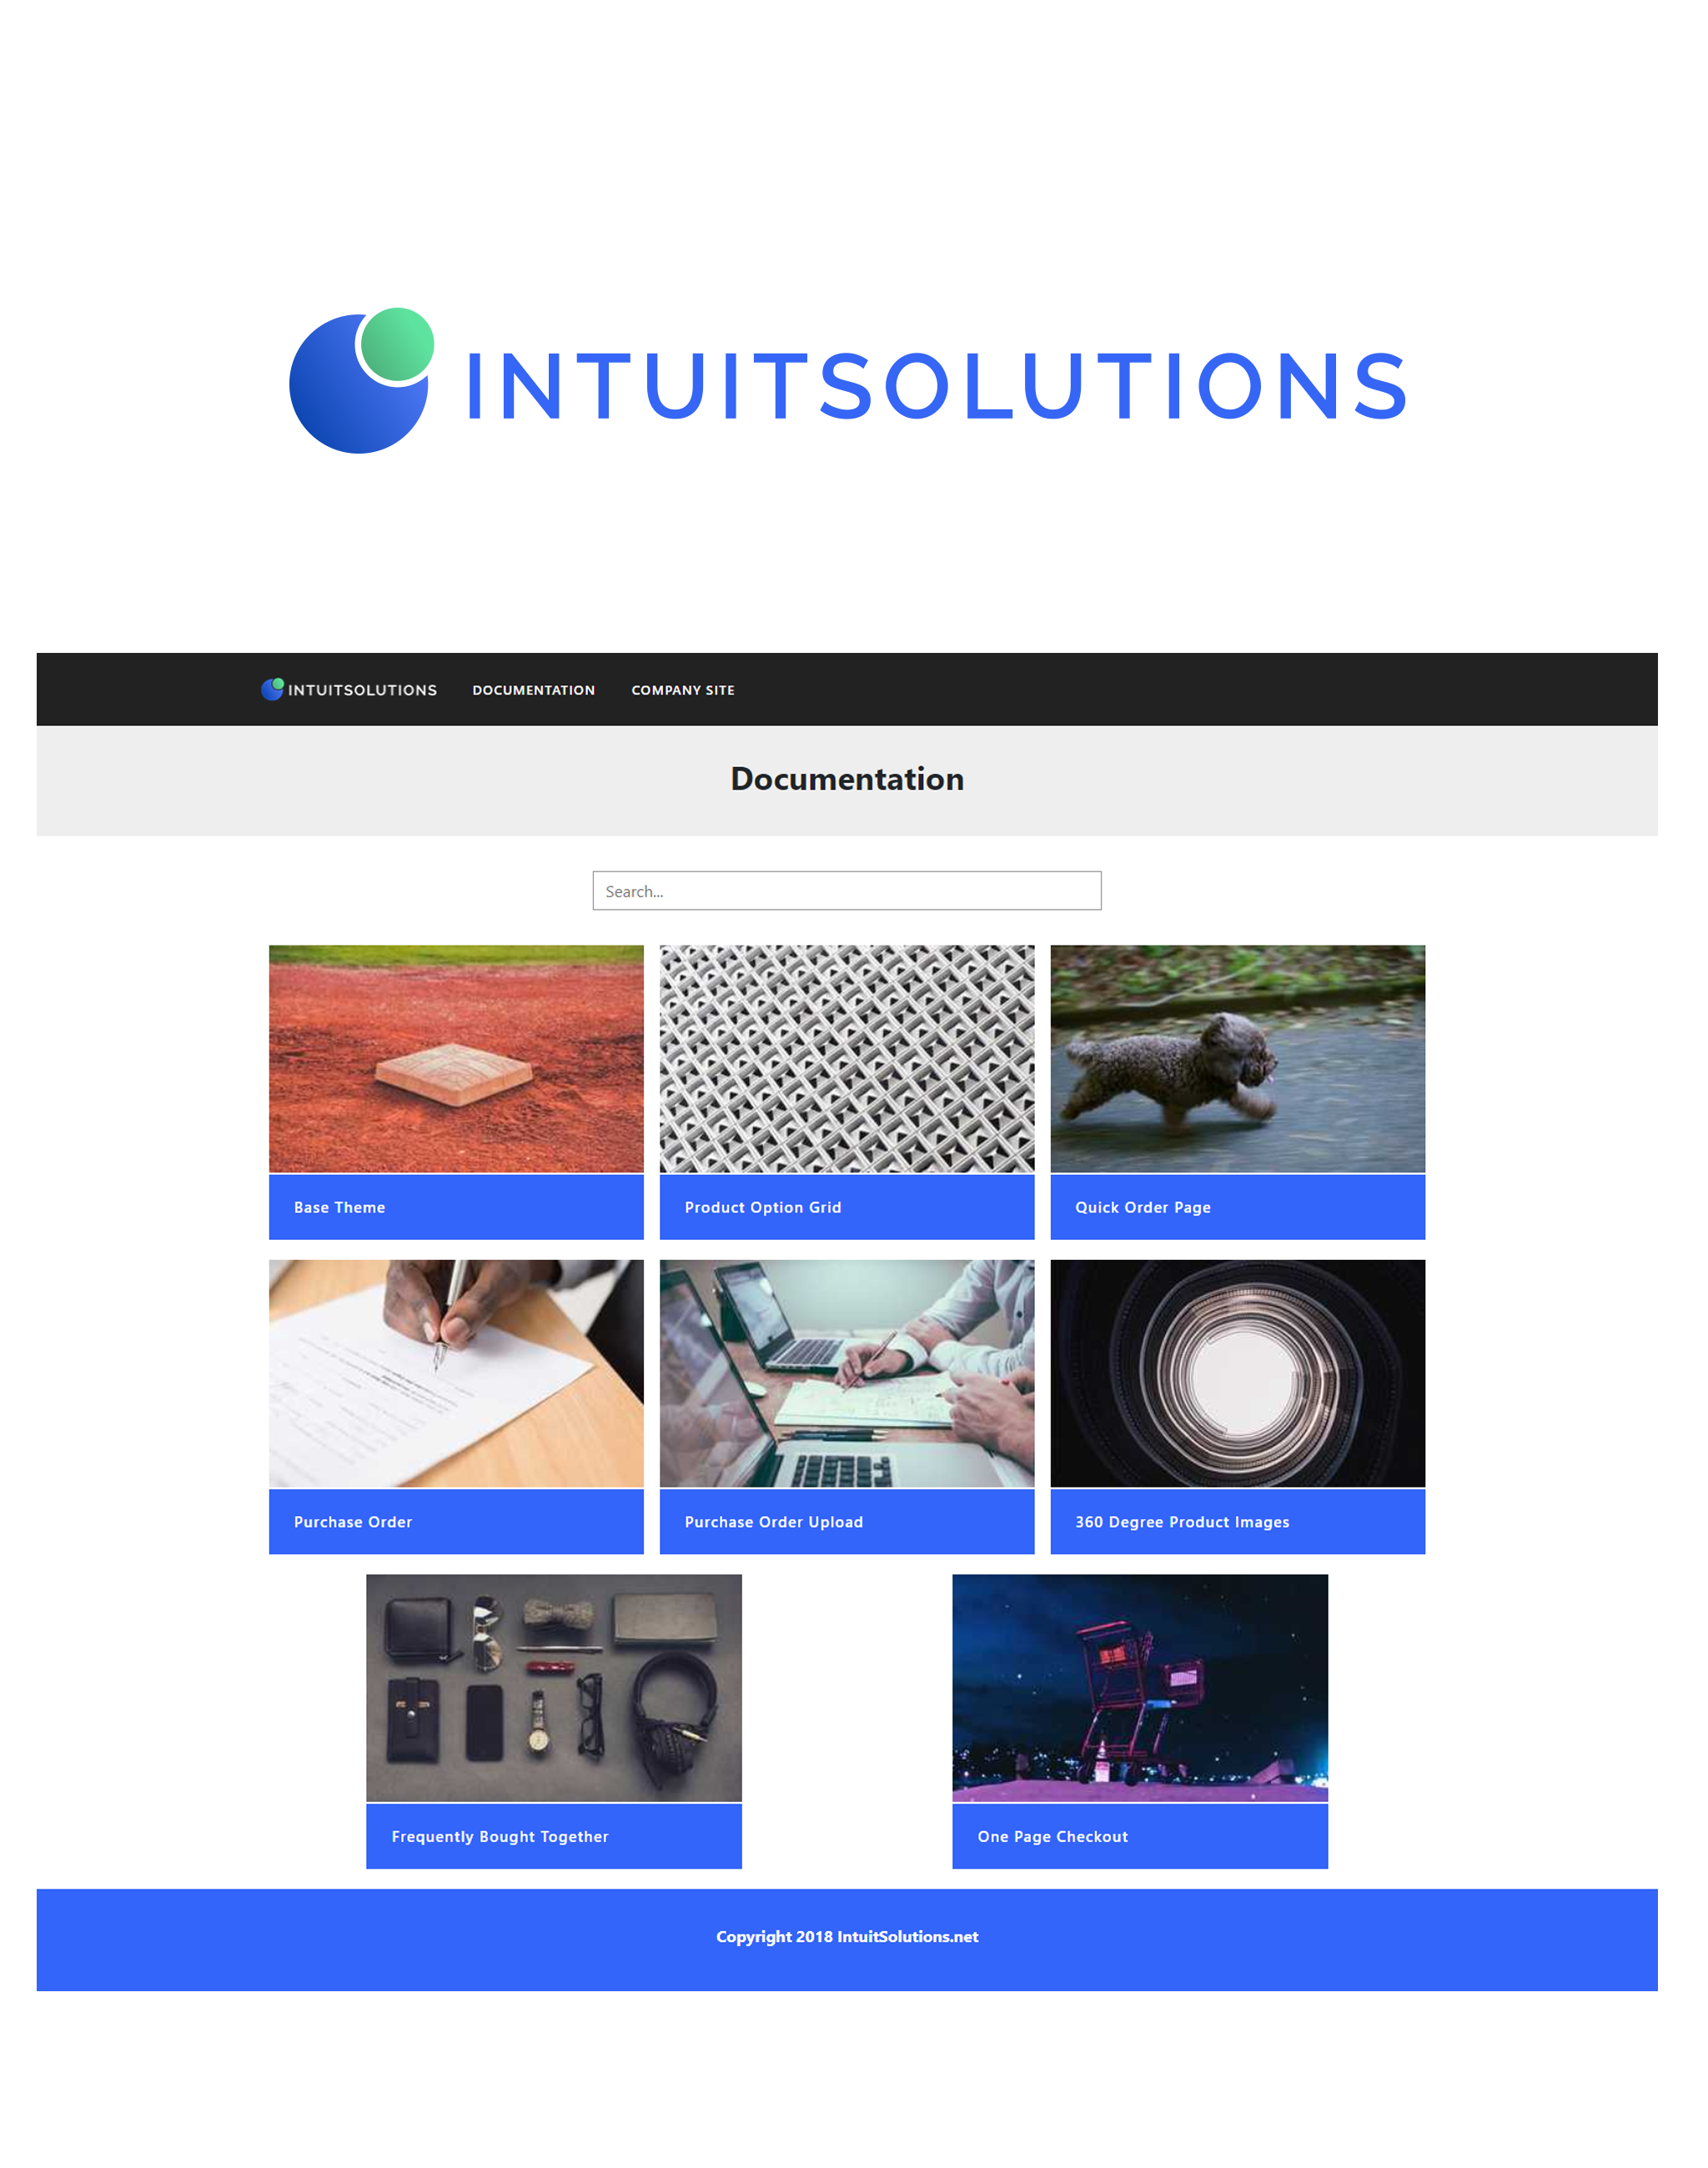 INTUITSOLUTIONS
INTUITSOLUTIONS DOCUMENTATION COMPANY SITE
Documentation
Search...
Base Theme
Product Option Grid
Quick Order Page
Purchase Order
Purchase Order Upload
360 Degree Product Images
Frequently Bought Together
One Page Checkout
Copyright 2018 IntuitSolutions.net